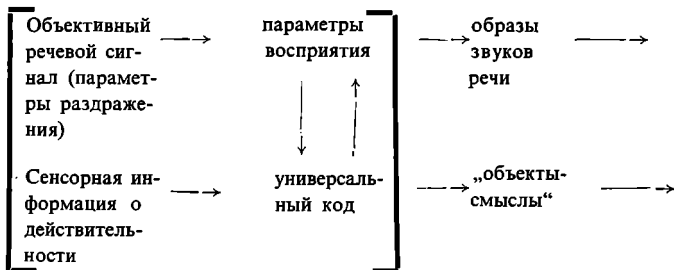 Объективный
речевой сиг-
нал (парамет-
ры раздраже-
ния)
параметры
восприятия
образы
звуков
речи
Сенсорная ин-
формация о
действитель-
ности
универсаль-
ный код
„объекты-
смыслы“